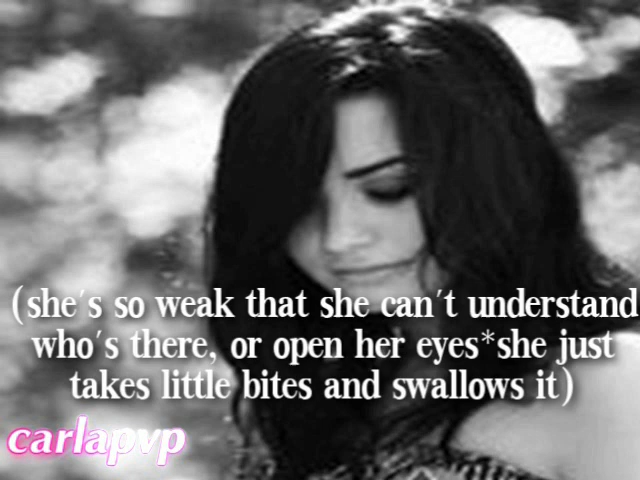 (she's so weak that she can't understand
who's there, or open her eyes*she just
takes little bites and swallows it)
carlapvp